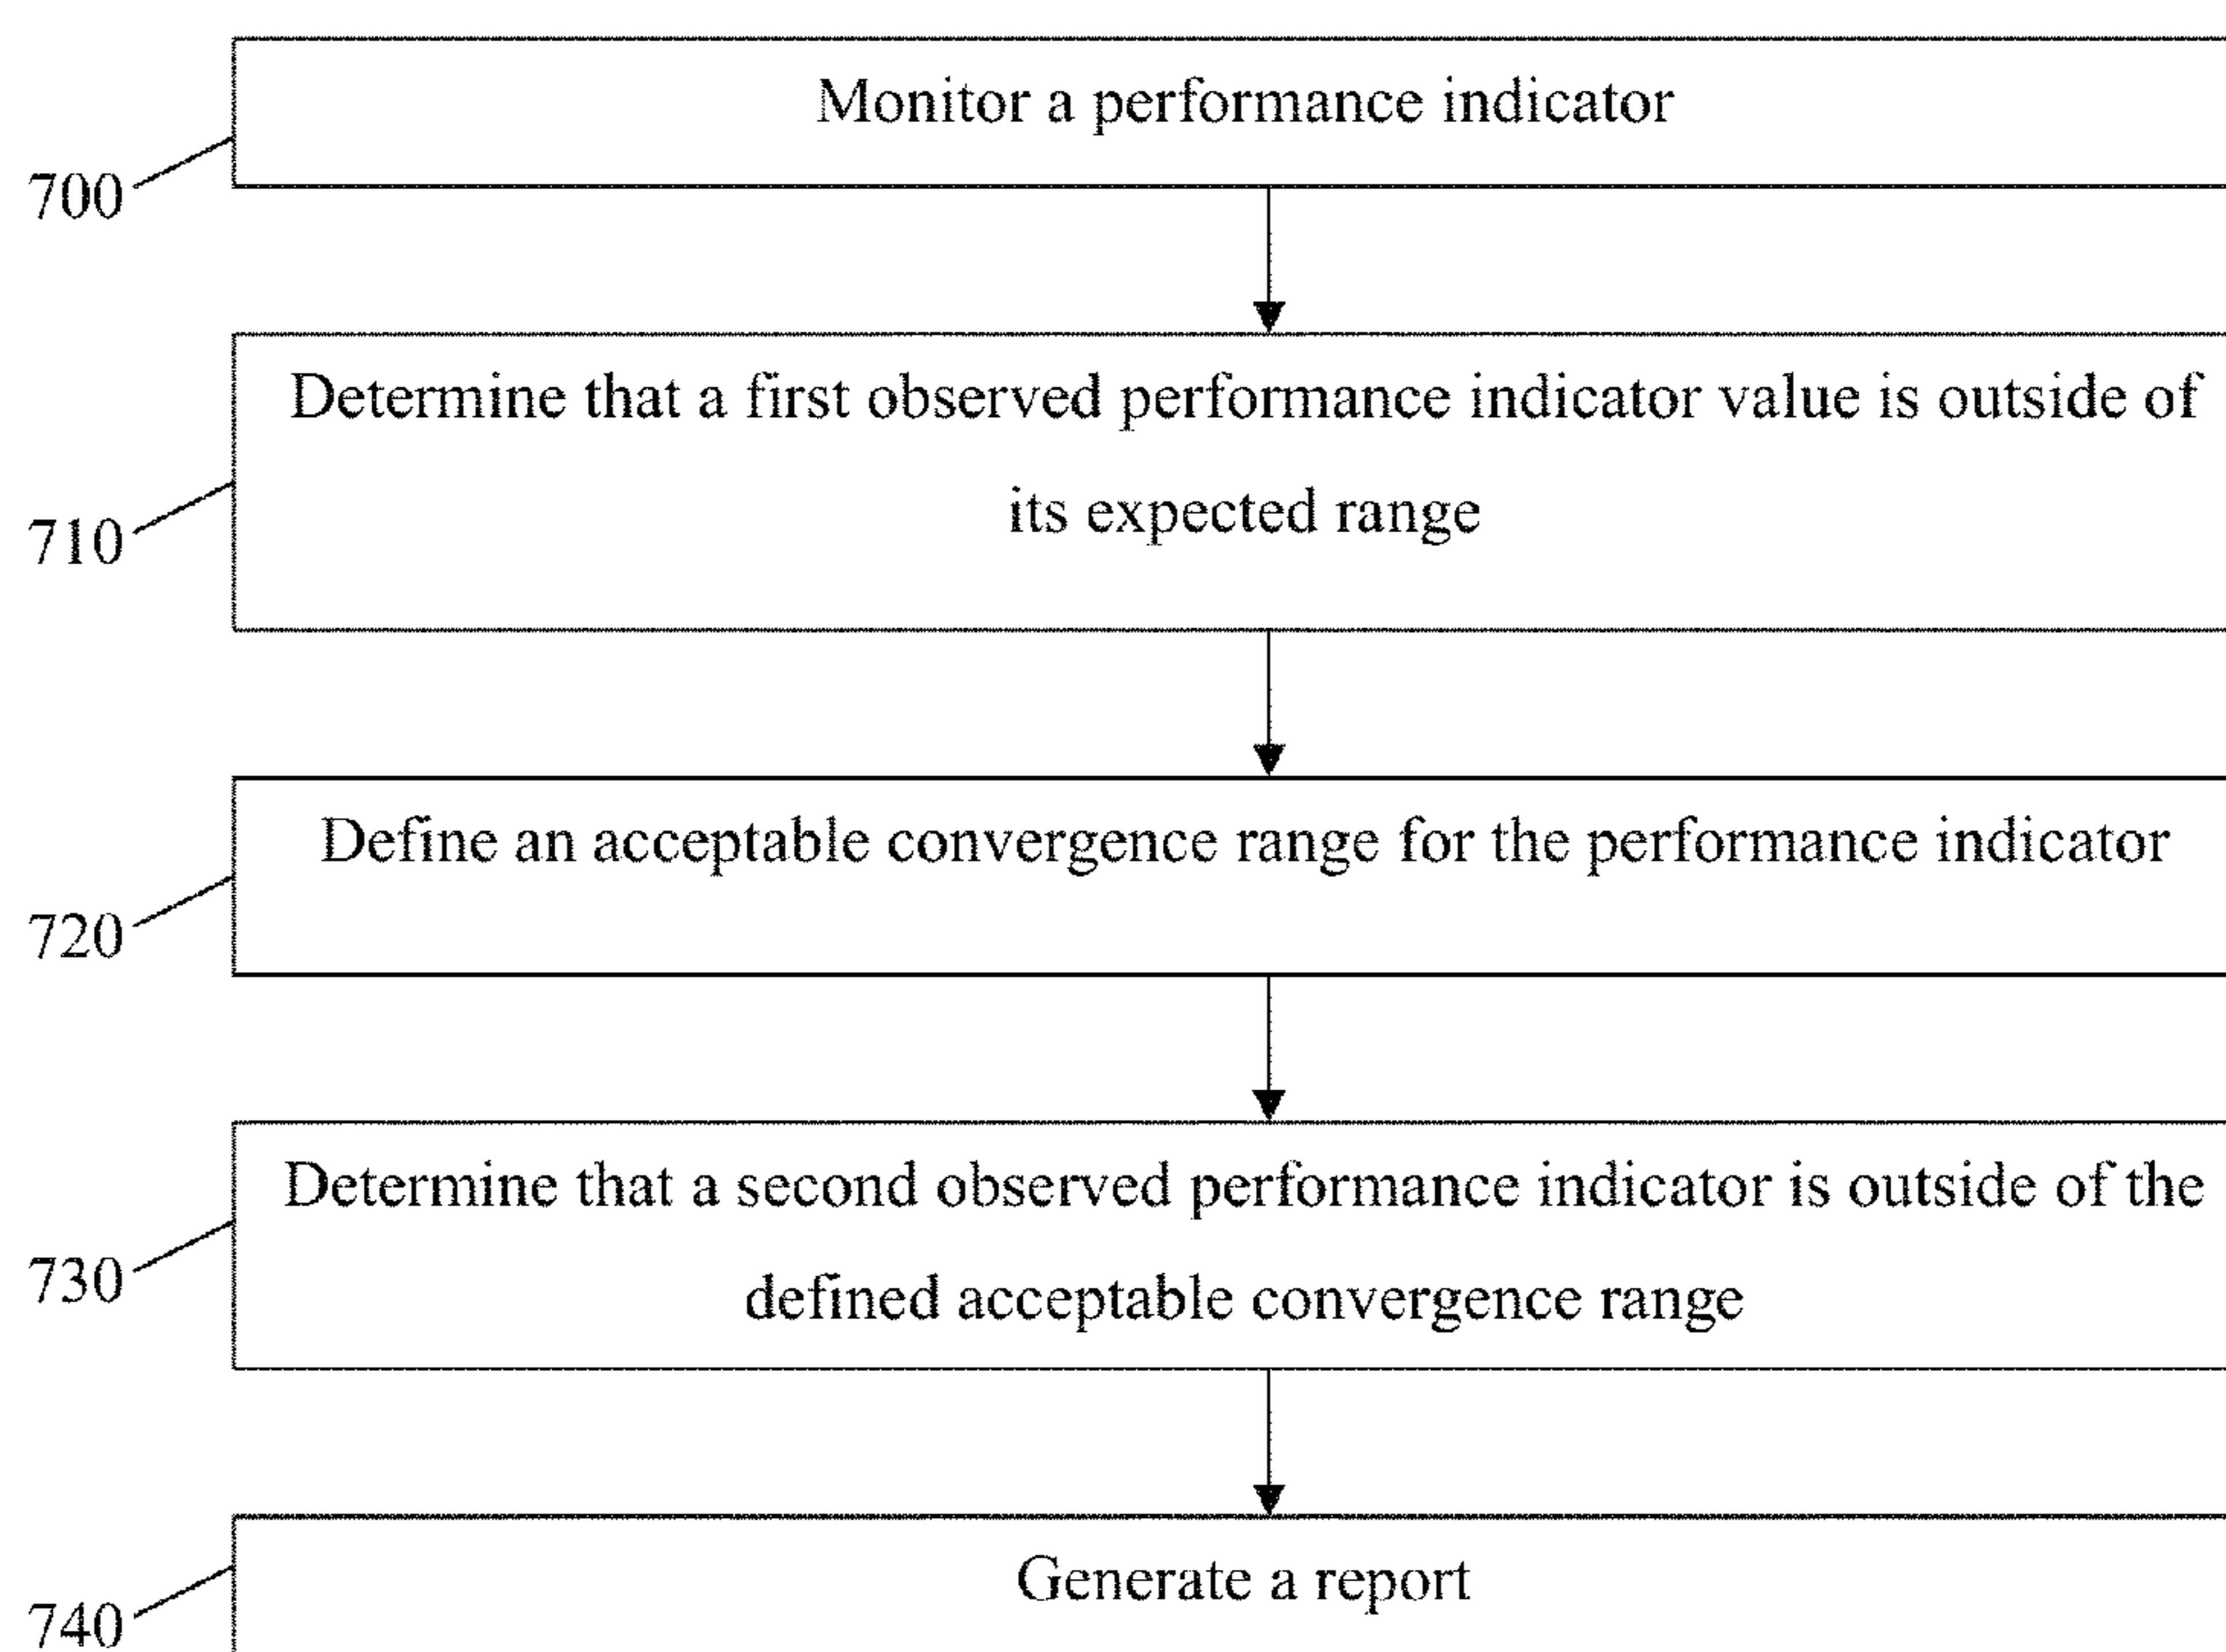 Monitor a performance indicator
700
Determine that a first observed performance indicator value is outside of
its expected range
710
Define an acceptable convergence range for the performance indicator
720
Determine that a second observed performance indicator is outside of the
defined acceptable convergence range
730
Generate a report
740